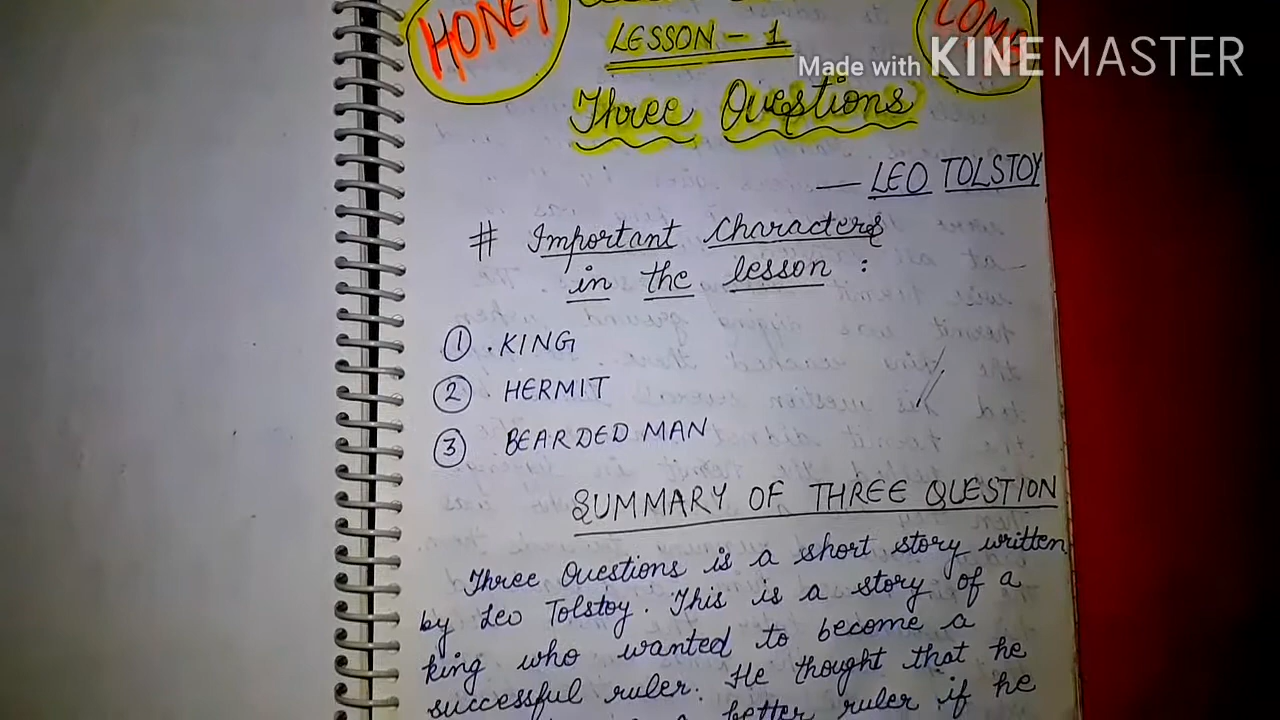 HONEY
COMB
LESSON - 1
Made with KINEMASTER
Three Questions
— LEO TOLSTOY
# Important Characters
in the lesson :
1 . KING
2 . HERMIT
3 BEARDED MAN
SUMMARY OF THREE QUESTION
Three Questions is a short story written
by Leo Tolstoy. This is a story of a
king who wanted to become a
successful ruler. He thought that he
better ruler if he